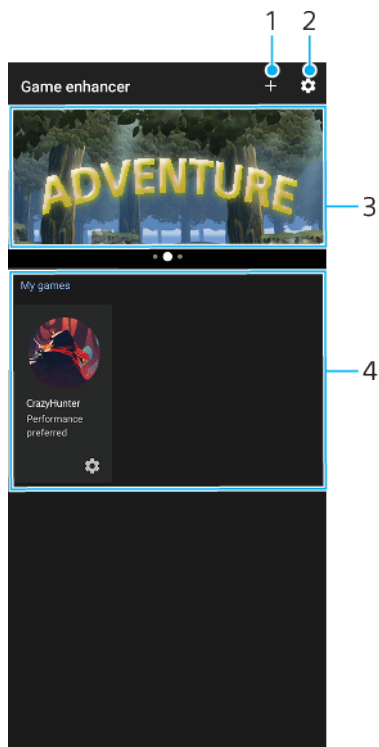 1 2
Game enhancer
ADVENTURE
3
My games
4
CrazyHunter
Performance
preferred